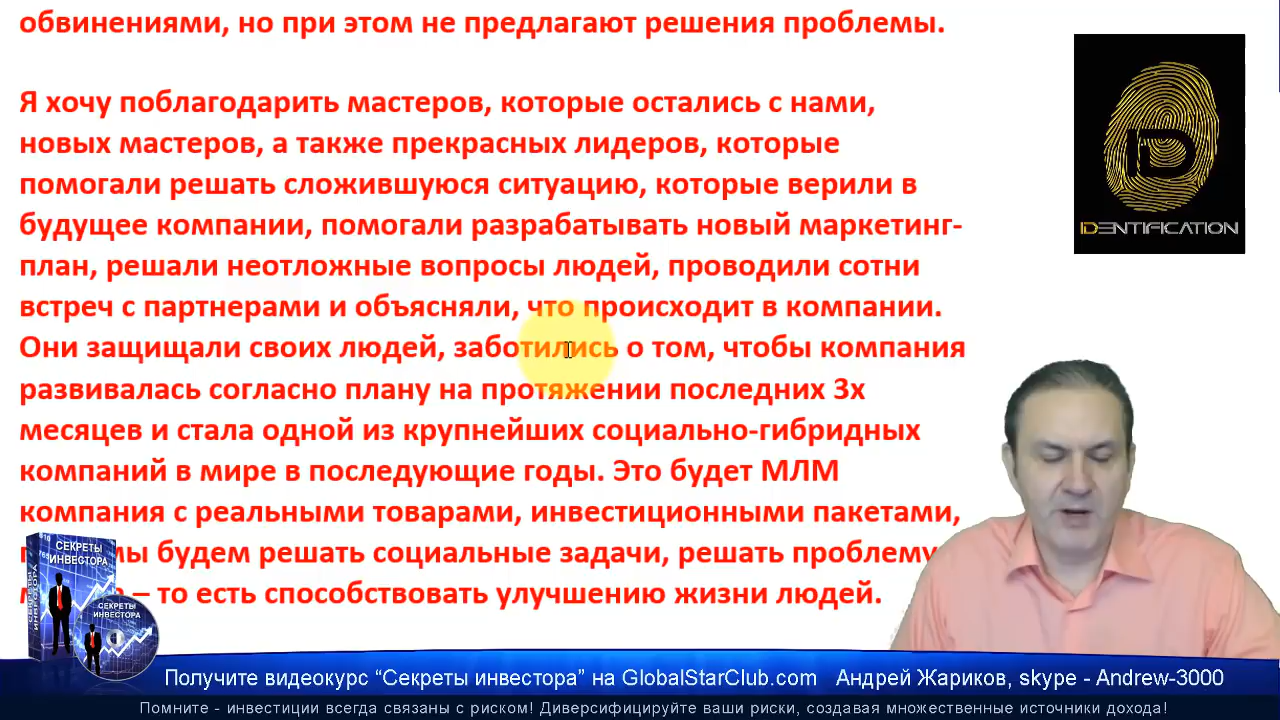 обвинениями, но при этом не предлагают решения проблемы.
Я хочу поблагодарить мастеров, которые остались с нами,
новых мастеров, а также прекрасных лидеров, которые
помогали решать сложившуюся ситуацию, которые верили в
будущее компании, помогали разрабатывать новый маркетинг-
план, решали неотложные вопросы людей, проводили сотни
встреч с партнерами и объясняли, что происходит в компании.
Они защищали своих людей, заботились о том, чтобы компания
развивалась согласно плану на протяжении последних 3х
месяцев и стала одной из крупнейших социально-гибридных
компаний в мире в последующие годы. Это будет МЛМ
компания с реальными товарами, инвестиционными пакетами,
мы будем решать социальные задачи, решать проблему
– то есть способствовать улучшению жизни людей.
ID
IDENTIFICATION
СЕКРЕТЫ
ИНВЕСТОРА
СЕКРЕТЫ
ИНВЕСТОРА
Получите видеокурс “Секреты инвестора” на GlobalStarClub.com Андрей Жариков, skype - Andrew-3000
Помните - инвестиции всегда связаны с риском! Диверсифицируйте ваши риски, создавая множественные источники дохода!